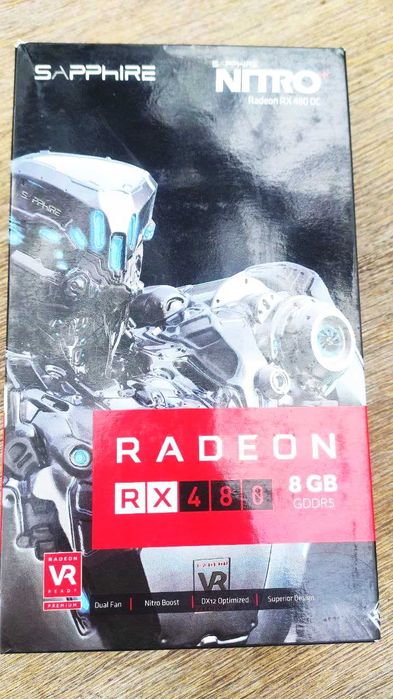 SAPPHIRE
SAPPHIRE
NITRO+
Radeon RX 480 OC
SAPPHIRE
RADEON
RX 480
8 GB
GDDR5
RADEON
VR
READY
PREMIUM
RADEON
VR
Dual Fan
Nitro Boost
DX12 Optimized
Superior Design